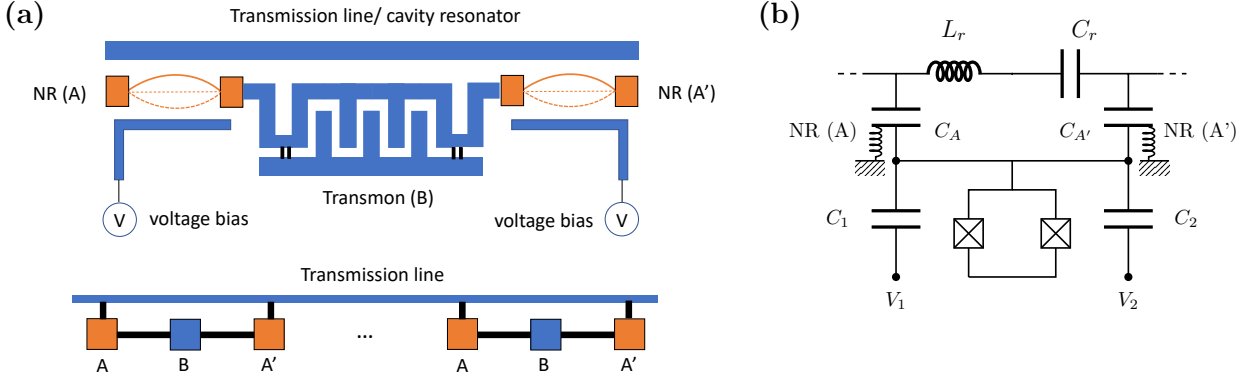 (a)
Transmission line/ cavity resonator
NR (A)
NR (A')
Transmon (B)
V
voltage bias
voltage bias
V
Transmission line
...
A
B
A'
A
B
A'
(b)
L_r
C_r
NR (A)
C_A
C_{A'}
NR (A')
C_1
C_2
V_1
V_2